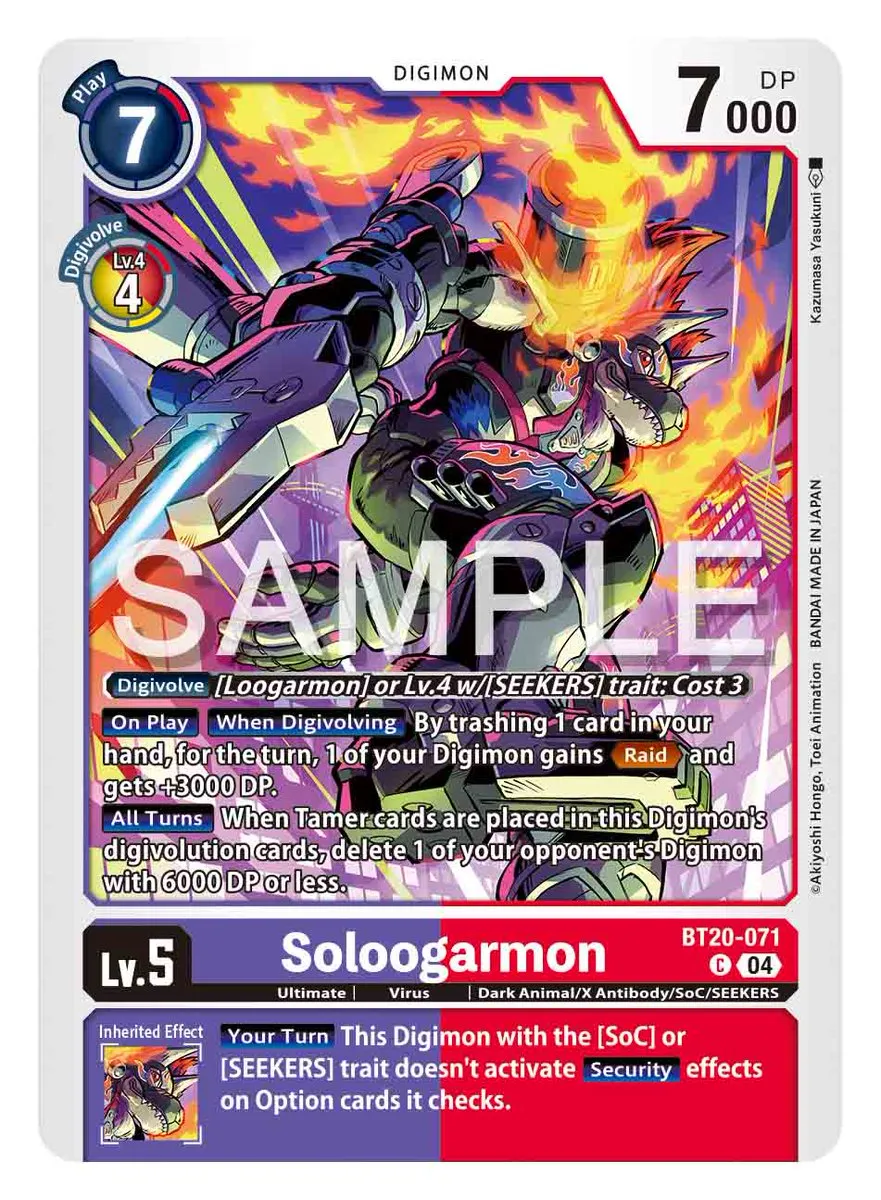 DIGIMON
Play
7
7000
DP
Digivolve
Lv.4
4
Kazumasa Yasukuni
SAMPLE
©Akiyoshi Hongo, Toei Animation BANDAI MADE IN JAPAN
Digivolve [Loogarmon] or Lv.4 w/[SEEKERS] trait: Cost 3
On Play When Digivolving By trashing 1 card in your
hand, for the turn, 1 of your Digimon gains Raid and
gets +3000 DP.
All Turns When Tamer cards are placed in this Digimon's
digivolution cards, delete 1 of your opponent's Digimon
with 6000 DP or less.
BT20-071
Lv.5
Soloogarmon
C 04
Ultimate | Virus | Dark Animal/X Antibody/SoC/SEEKERS
Inherited Effect
Your Turn This Digimon with the [SoC] or
[SEEKERS] trait doesn't activate Security effects
on Option cards it checks.